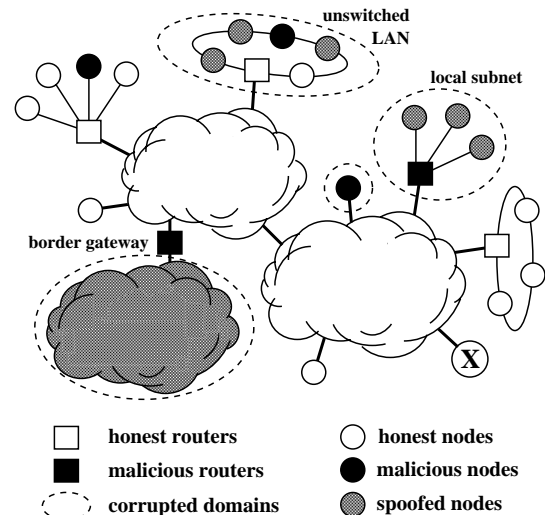 unswitched
LAN
local subnet
border gateway
X
honest routers
honest nodes
malicious routers
malicious nodes
corrupted domains
spoofed nodes